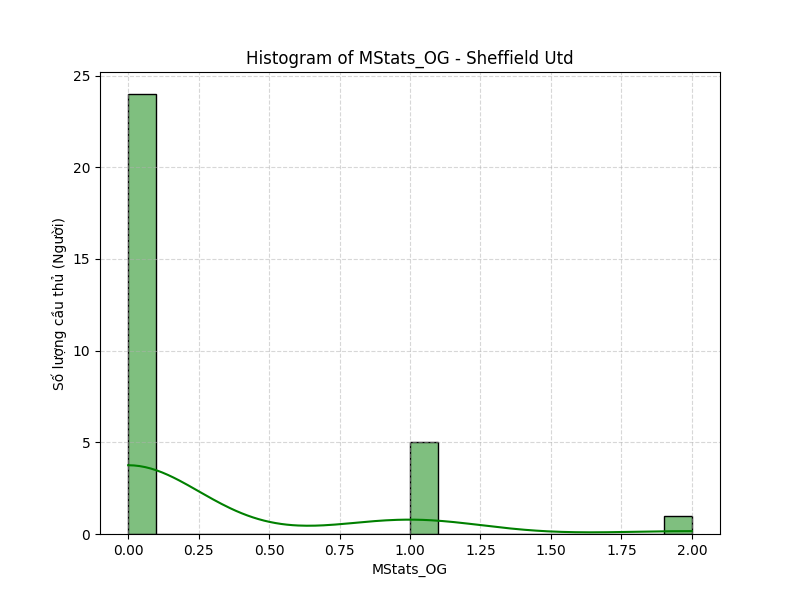 Histogram of MStats_OG - Sheffield Utd
Số lượng cầu thủ (Người)
25
20
15
10
5
0
0.00 0.25 0.50 0.75 1.00 1.25 1.50 1.75 2.00
MStats_OG